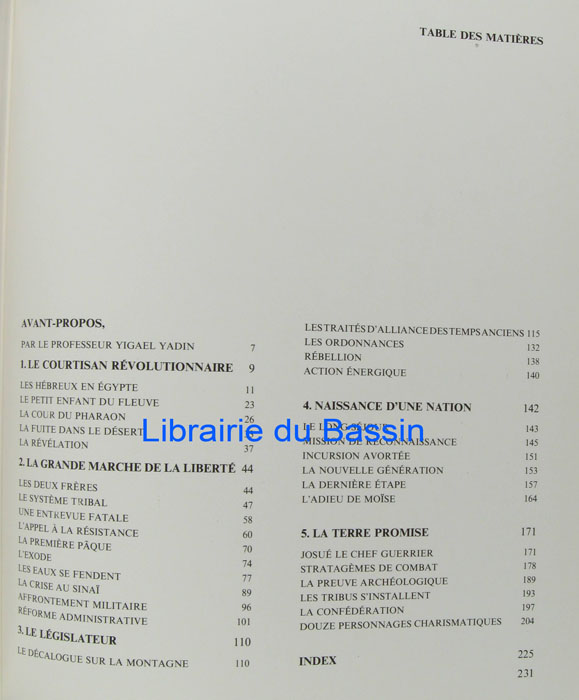 TABLE DES MATIÈRES
AVANT-PROPOS,
PAR LE PROFESSEUR YIGAEL YADIN 7
1. LE COURTISAN RÉVOLUTIONNAIRE 9
LES HÉBREUX EN ÉGYPTE 11
LE PETIT ENFANT DU FLEUVE 23
LA COUR DU PHARAON 26
LA FUITE DANS LE DÉSERT
LA RÉVÉLATION 37
2. LA GRANDE MARCHE DE LA LIBERTÉ 44
LES DEUX FRÈRES 44
LE SYSTÈME TRIBAL 47
UNE ENTREVUE FATALE 58
L'APPEL À LA RÉSISTANCE 60
LA PREMIÈRE PÂQUE 70
L'EXODE 74
LES EAUX SE FENDENT 77
LA CRISE AU SINAÏ 89
AFFRONTEMENT MILITAIRE 96
RÉFORME ADMINISTRATIVE 101
3. LE LÉGISLATEUR 110
LE DÉCALOGUE SUR LA MONTAGNE 110
LES TRAITÉS D'ALLIANCE DES TEMPS ANCIENS 115
LES ORDONNANCES 132
RÉBELLION 138
ACTION ÉNERGIQUE 140
4. NAISSANCE D'UNE NATION 142
LE LONG SÉJOUR 143
MISSION DE RECONNAISSANCE 145
INCURSION AVORTÉE 151
LA NOUVELLE GÉNÉRATION 153
LA DERNIÈRE ÉTAPE 157
L'ADIEU DE MOÏSE 164
5. LA TERRE PROMISE 171
JOSUÉ LE CHEF GUERRIER 171
STRATAGÈMES DE COMBAT 178
LA PREUVE ARCHÉOLOGIQUE 189
LES TRIBUS S'INSTALLENT 193
LA CONFÉDÉRATION 197
DOUZE PERSONNAGES CHARISMATIQUES 204
INDEX 225
231
Librairie du Bassin